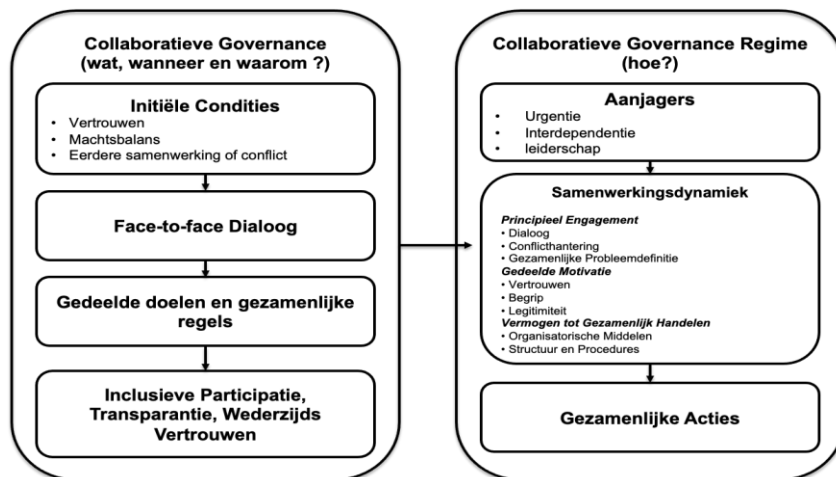 Collaboratieve Governance
(wat, wanneer en waarom ?)
Initiële Condities
• Vertrouwen
• Machtsbalans
• Eerdere samenwerking of conflict
Face-to-face Dialoog
Gedeelde doelen en gezamenlijke
regels
Inclusieve Participatie,
Transparantie, Wederzijds
Vertrouwen
Collaboratieve Governance Regime
(hoe?)
Aanjagers
• Urgentie
• Interdependentie
• leiderschap
Samenwerkingsdynamiek
Principieel Engagement
• Dialoog
• Conflicthantering
• Gezamenlijke Probleemdefinitie
Gedeelde Motivatie
• Vertrouwen
• Begrip
• Legitimiteit
Vermogen tot Gezamenlijk Handelen
• Organisatorische Middelen
• Structuur en Procedures
Gezamenlijke Acties